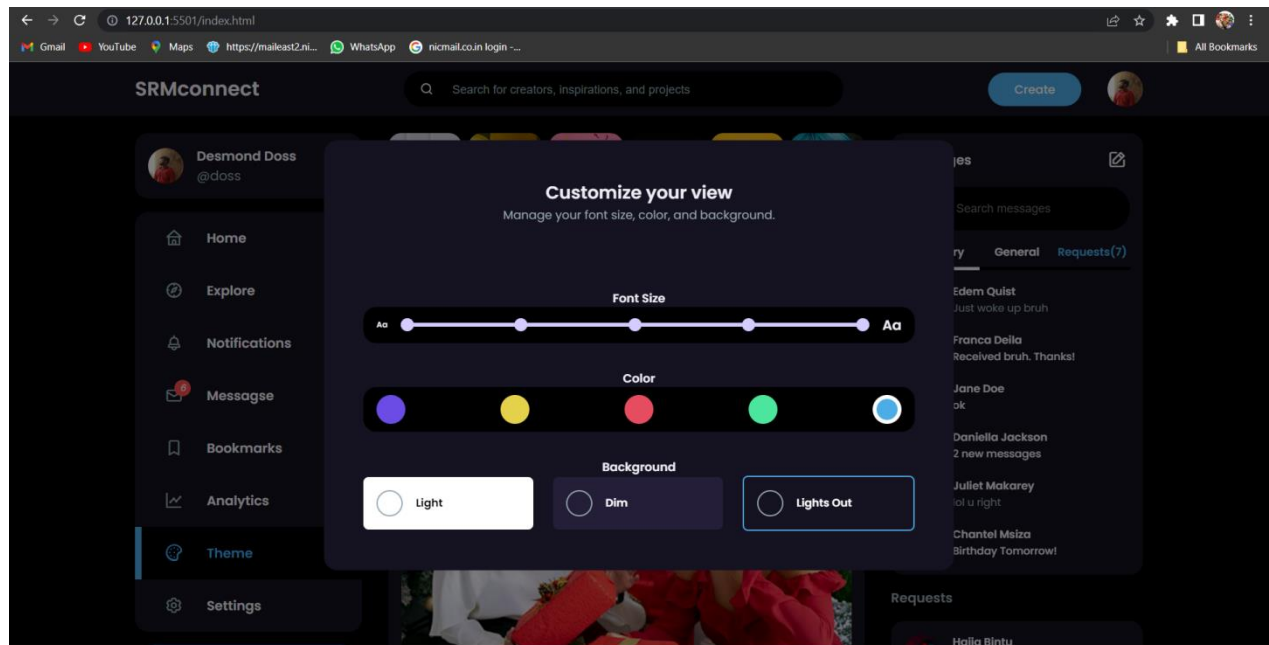 127.0.0.1:5501/index.html
Gmail YouTube Maps https://maileast2.ni... WhatsApp nicmail.co.in login -... All Bookmarks
SRMconnect
Search for creators, inspirations, and projects
Create
Desmond Doss
@doss
Home
Explore
Notifications
6
Messagse
Bookmarks
Analytics
Theme
Settings
Customize your view
Manage your font size, color, and background.
Font Size
Aa Aa
Color
Background
Light Dim Lights Out
ges
Search messages
ry General Requests(7)
Edem Quist
Just woke up bruh
Franca Deila
Received bruh. Thanks!
Jane Doe
ok
Daniella Jackson
2 new messages
Juliet Makarey
lol u right
Chantel Msiza
Birthday Tomorrow!
Requests
Hajia Bintu